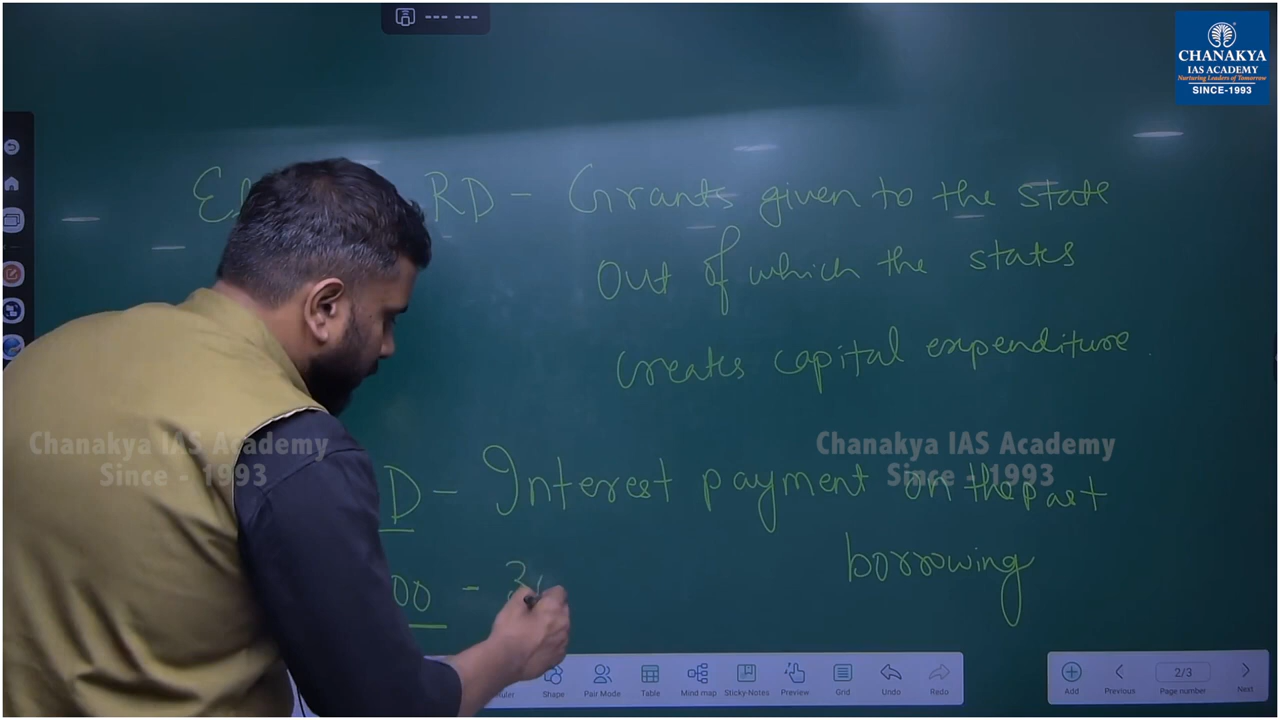 CHANAKYA
IAS ACADEMY
Nurturing Leaders of Tomorrow
SINCE-1993
RD - Grants given to the state
out of which the states
creates capital expenditure.
Chanakya IAS Academy
Since - 1993
Chanakya IAS Academy
Since - 1993
D - Interest payment on the past
borrowing
00 - 3
Shape Pair Mode Table Mind map Sticky-Notes Preview Grid Undo Redo
Add Previous 2/3 Page number Next